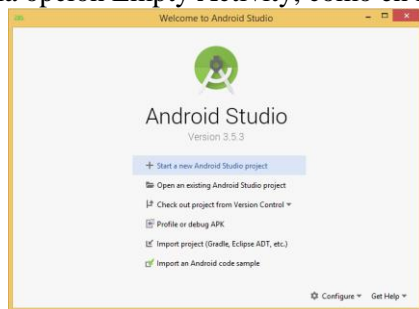 opción Empty Activity, como en
Welcome to Android Studio
Android Studio
Version 3.5.3
Start a new Android Studio project
Open an existing Android Studio project
Check out project from Version Control
Profile or debug APK
Import project (Gradle, Eclipse ADT, etc.)
Import an Android code sample
Configure Get Help